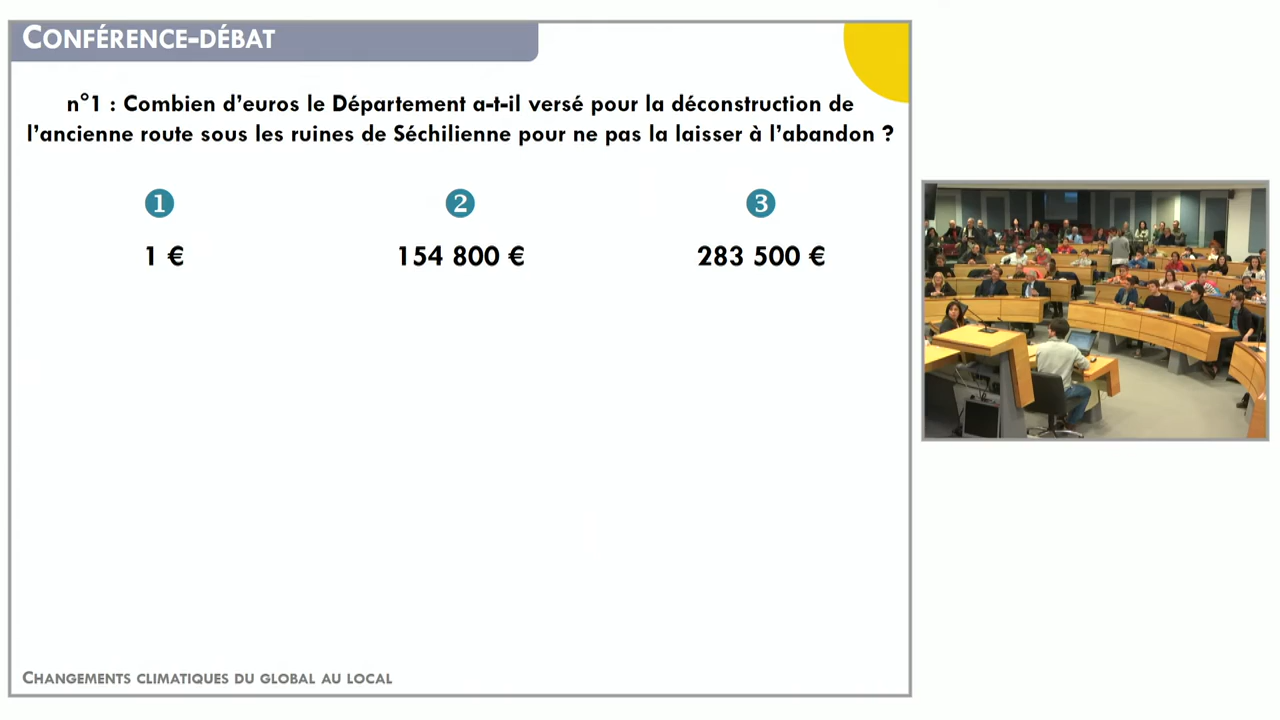 CONFÉRENCE-DÉBAT
n°1 : Combien d'euros le Département a-t-il versé pour la déconstruction de
l'ancienne route sous les ruines de Séchilienne pour ne pas la laisser à l'abandon ?
1 2 3
1 € 154 800 € 283 500 €
CHANGEMENTS CLIMATIQUES DU GLOBAL AU LOCAL